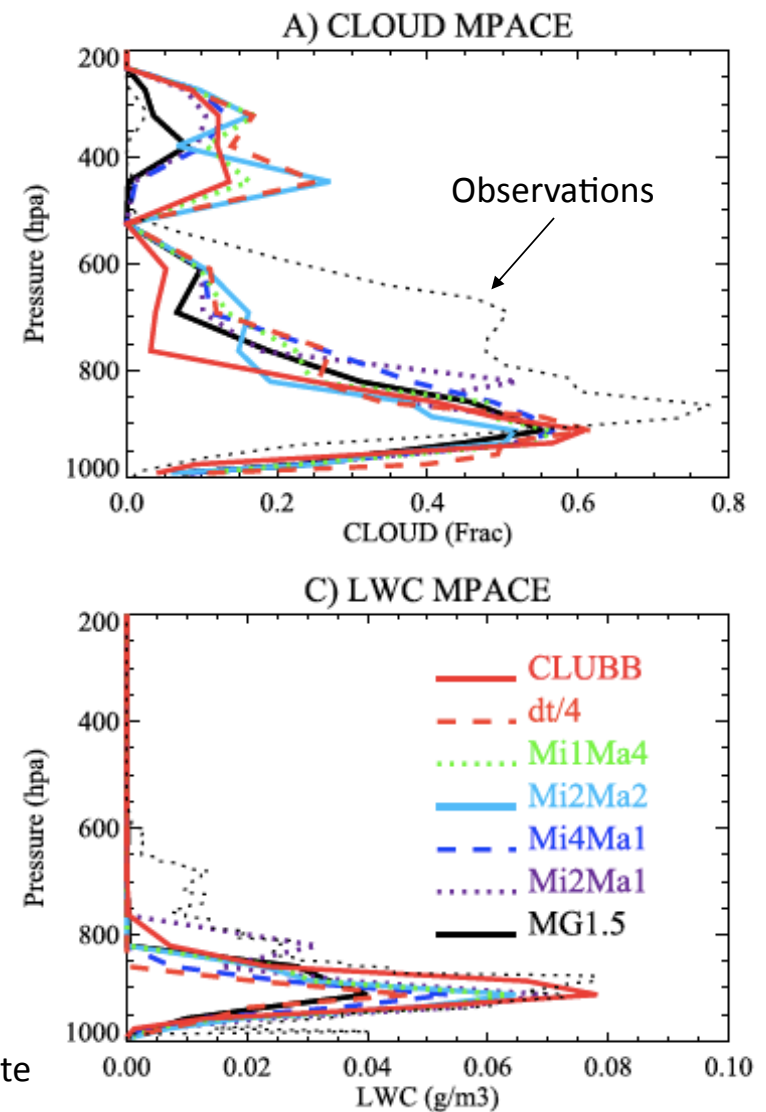 A) CLOUD MPACE
200
400
600
800
1000
Pressure (hpa)
Observations
0.0 0.2 0.4 0.6 0.8
CLOUD (Frac)
C) LWC MPACE
200
400
600
800
1000
Pressure (hpa)
CLUBB
dt/4
Mi1Ma4
Mi2Ma2
Mi4Ma1
Mi2Ma1
MG1.5
te
0.00 0.02 0.04 0.06 0.08 0.10
LWC (g/m3)